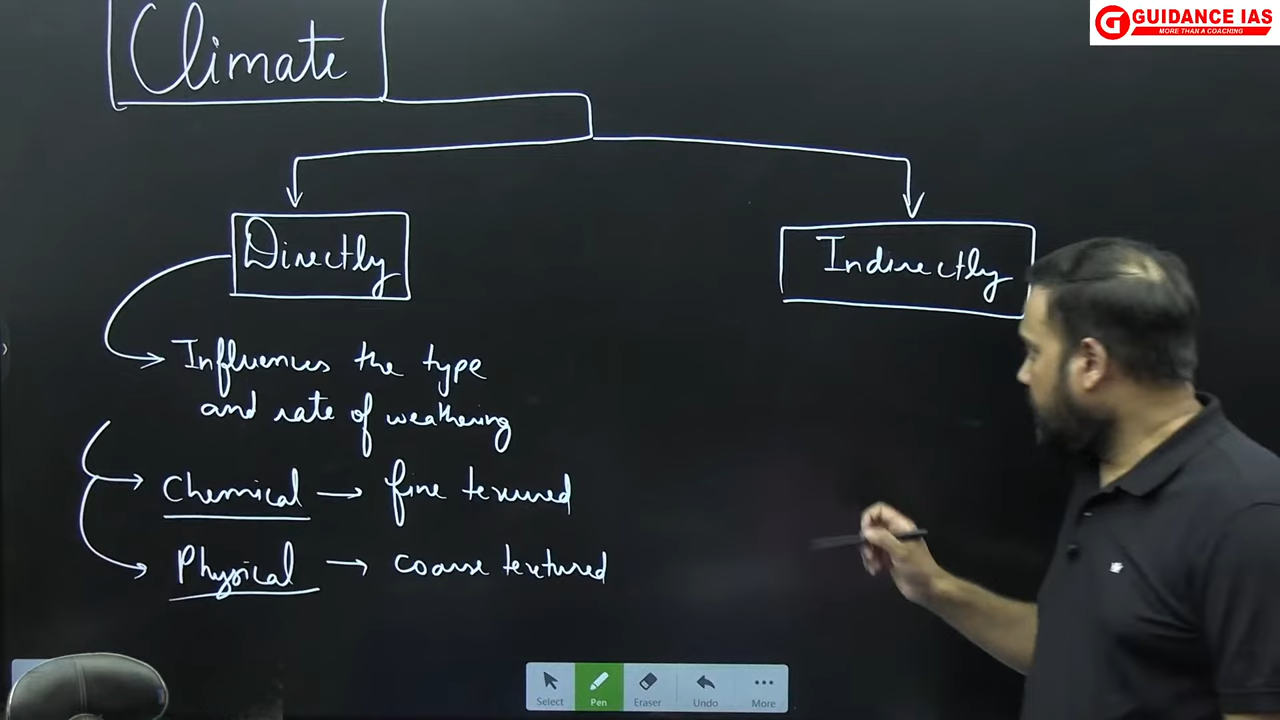 GUIDANCE IAS
MORE THAN A COACHING
Climate
Directly
Indirectly
Influences the type
and rate of weathering
Chemical → fine texured
Physical → coarse textured
Select
Pen
Eraser
Undo
More